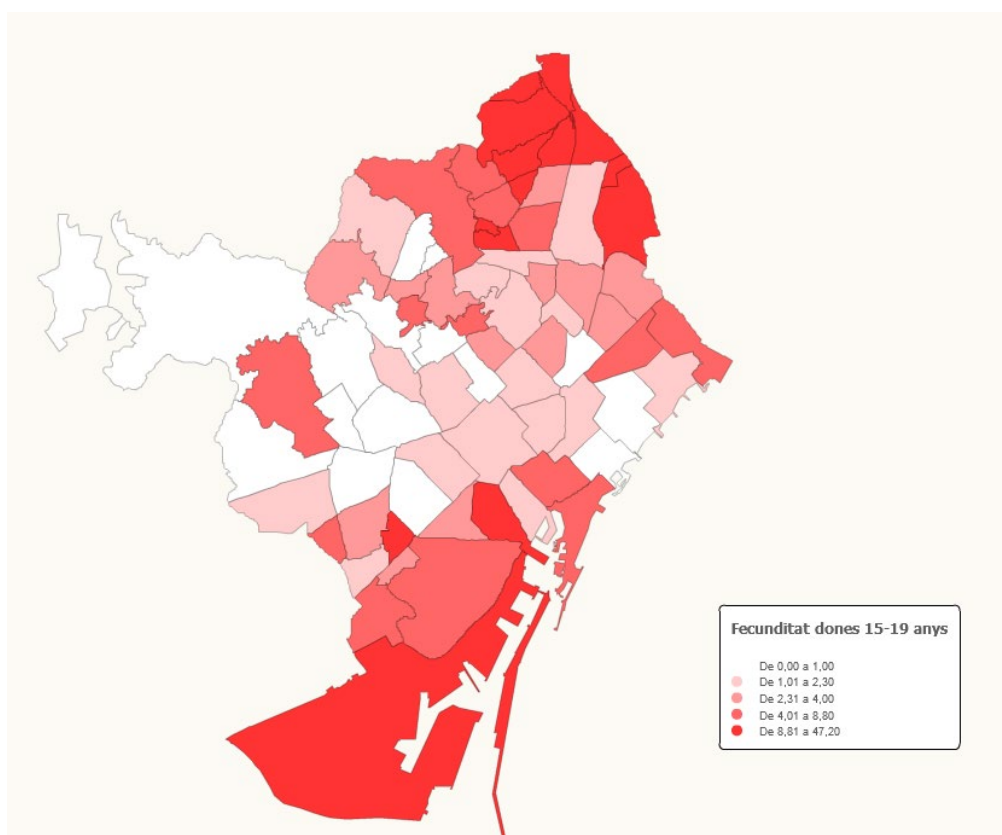 Fecunditat dones 15-19 anys
De 0,00 a 1,00
De 1,01 a 2,30
De 2,31 a 4,00
De 4,01 a 8,80
De 8,81 a 47,20